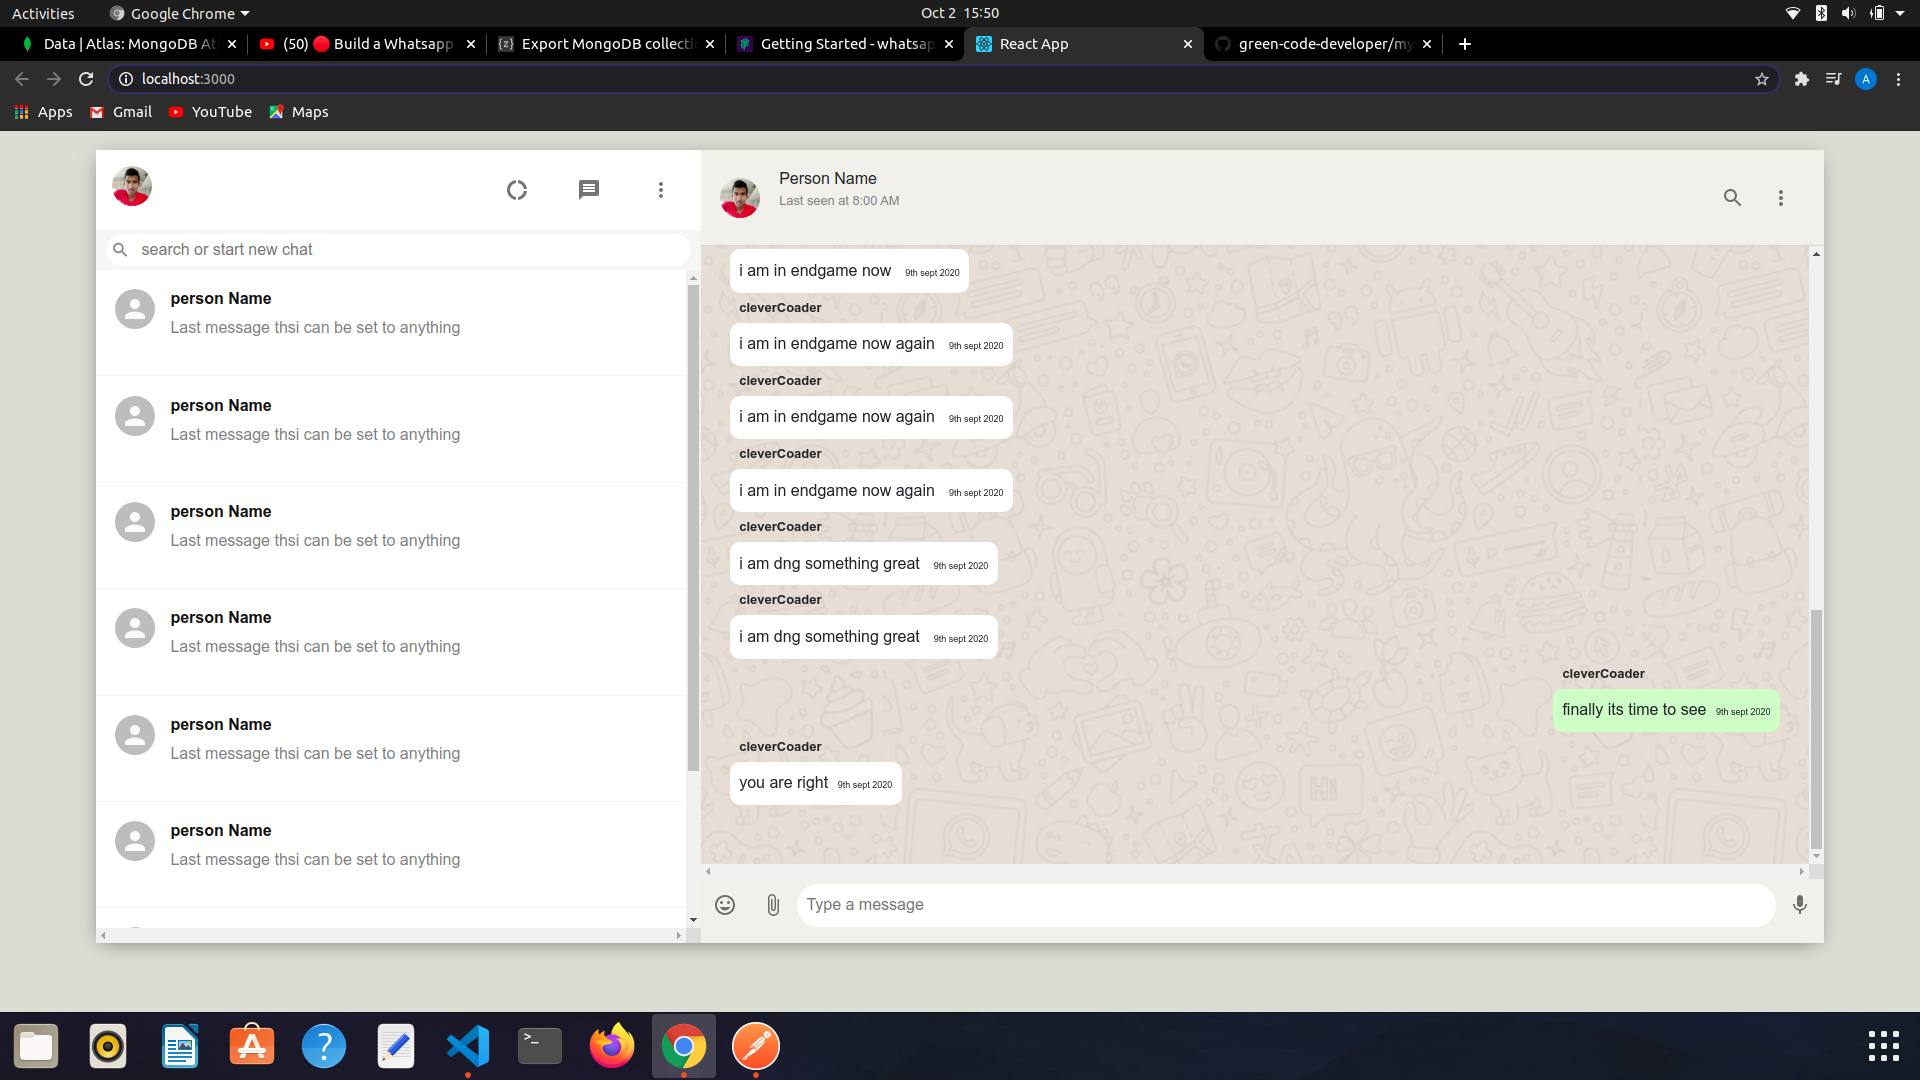 Activities
Google Chrome
Oct 2 15:50
Data | Atlas: MongoDB At
(50) 🔴 Build a Whatsapp
Export MongoDB collecti
Getting Started - whatsap
React App
green-code-developer/my
localhost:3000
A
Apps
Gmail
YouTube
Maps
search or start new chat
person Name
Last message thsi can be set to anything
person Name
Last message thsi can be set to anything
person Name
Last message thsi can be set to anything
person Name
Last message thsi can be set to anything
person Name
Last message thsi can be set to anything
person Name
Last message thsi can be set to anything
Person Name
Last seen at 8:00 AM
i am in endgame now 9th sept 2020
cleverCoader
i am in endgame now again 9th sept 2020
cleverCoader
i am in endgame now again 9th sept 2020
cleverCoader
i am in endgame now again 9th sept 2020
cleverCoader
i am dng something great 9th sept 2020
cleverCoader
i am dng something great 9th sept 2020
cleverCoader
finally its time to see 9th sept 2020
cleverCoader
you are right 9th sept 2020
Hi
Type a message